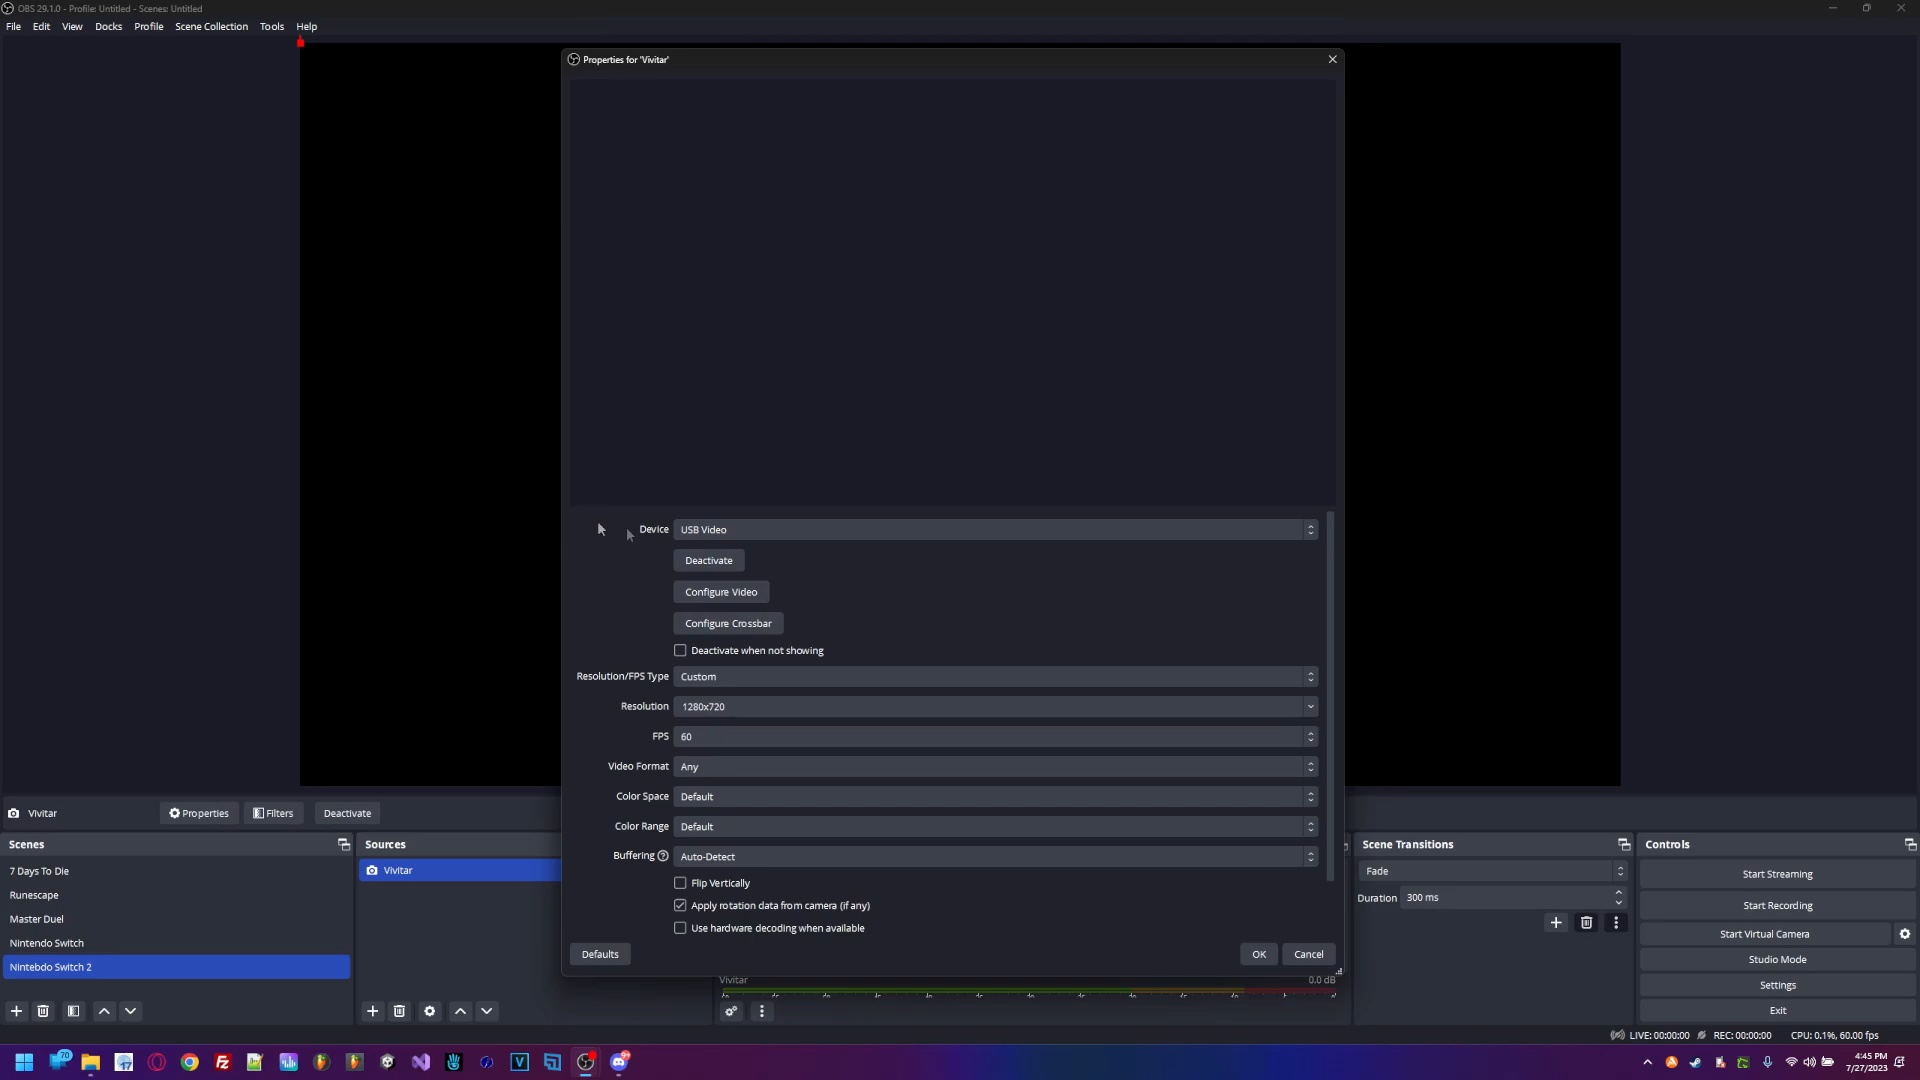 OBS 29.1.0 - Profile: Untitled - Scenes: Untitled
File Edit View Docks Profile Scene Collection Tools Help
Properties for 'Vivitar'
Device USB Video
Deactivate
Configure Video
Configure Crossbar
Deactivate when not showing
Resolution/FPS Type Custom
Resolution 1280x720
FPS 60
Video Format Any
Color Space Default
Color Range Default
Buffering Auto-Detect
Flip Vertically
Apply rotation data from camera (if any)
Use hardware decoding when available
Defaults OK Cancel
Vivitar Properties Filters Deactivate
Scenes
7 Days To Die
Runescape
Master Duel
Nintendo Switch
Nintebdo Switch 2
Sources
Vivitar
Vivitar 0.0 dB
Scene Transitions
Fade
Duration 300 ms
Controls
Start Streaming
Start Recording
Start Virtual Camera
Studio Mode
Settings
Exit
LIVE: 00:00:00 REC: 00:00:00 CPU: 0.1%, 60.00 fps
70
4:45 PM
7/27/2023